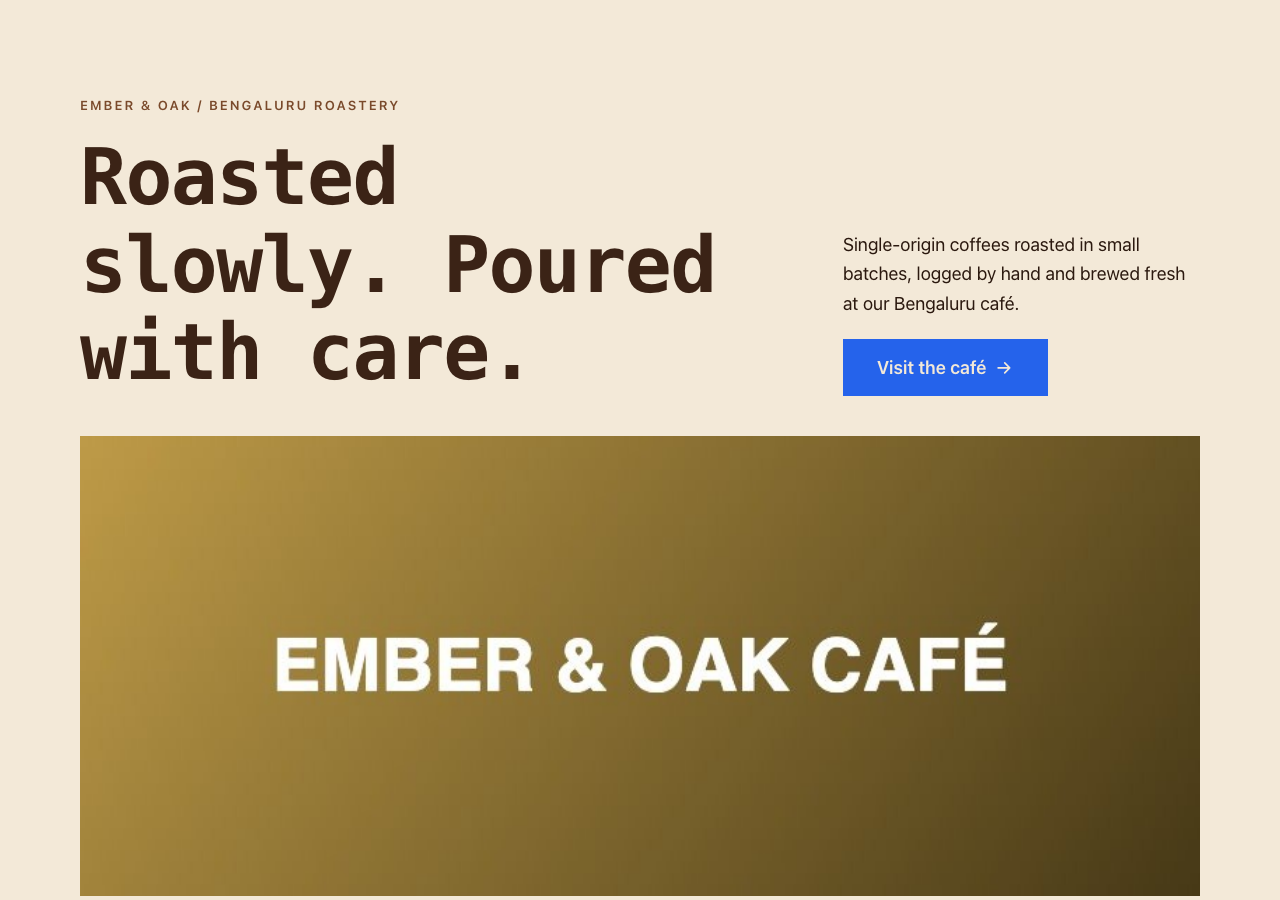 EMBER & OAK / BENGALURU ROASTERY
Roasted
slowly. Poured
with care.
Single-origin coffees roasted in small
batches, logged by hand and brewed fresh
at our Bengaluru café.
Visit the café →
EMBER & OAK CAFÉ